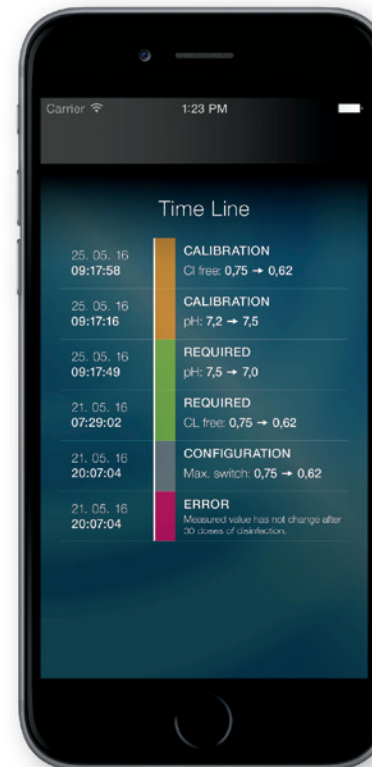 Carrier 1:23 PM
Time Line
25. 05. 16 CALIBRATION
09:17:58 Cl free: 0,75 → 0,62
25. 05. 16 CALIBRATION
09:17:16 pH: 7,2 → 7,5
25. 05. 16 REQUIRED
09:17:49 pH: 7,5 → 7,0
21. 05. 16 REQUIRED
07:29:02 CL free: 0,75 → 0,62
21. 05. 16 CONFIGURATION
20:07:04 Max. switch: 0,75 → 0,62
21. 05. 16 ERROR
20:07:04 Measured value has not change after
30 doses of disinfection.